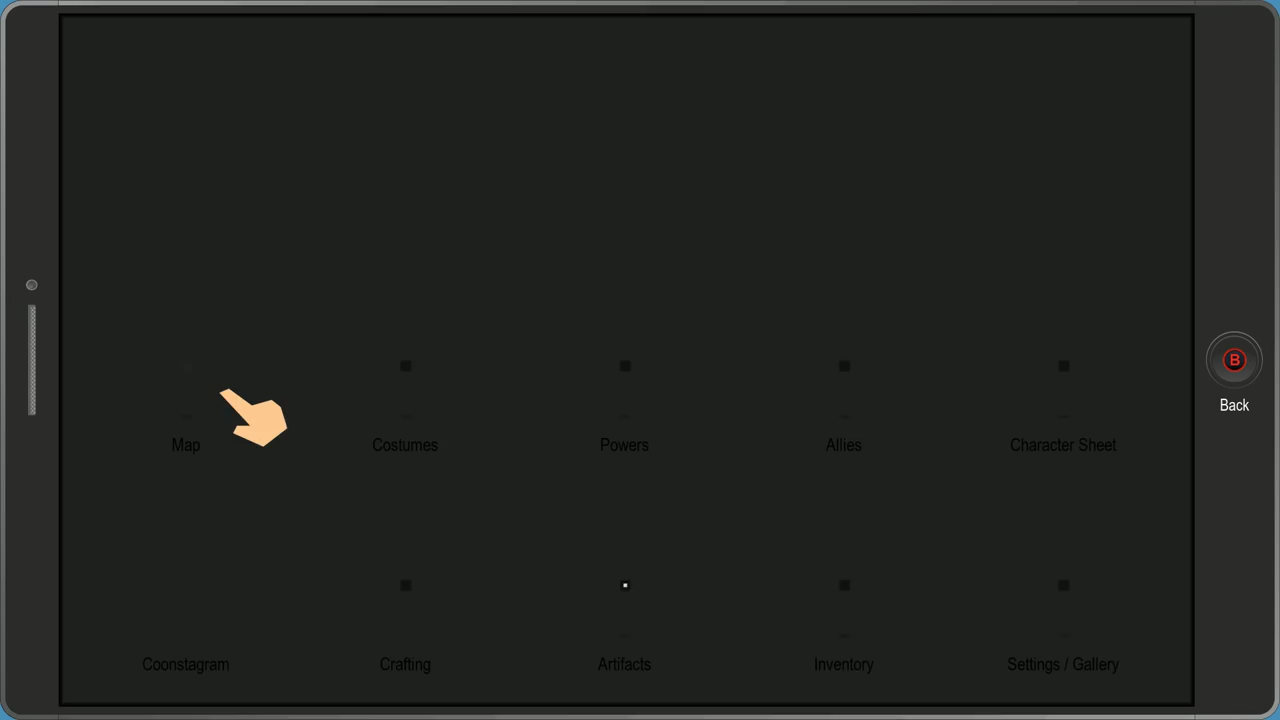 B
Back
Map
Costumes
Powers
Allies
Character Sheet
Coonstagram
Crafting
Artifacts
Inventory
Settings / Gallery